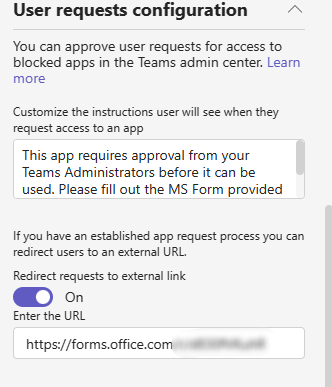 User requests configuration
You can approve user requests for access to
blocked apps in the Teams admin center. Learn
more
Customize the instructions user will see when they
request access to an app
This app requires approval from your
Teams Administrators before it can be
used. Please fill out the MS Form provided
If you have an established app request process you can
redirect users to an external URL.
Redirect requests to external link
On
Enter the URL
https://forms.office.com